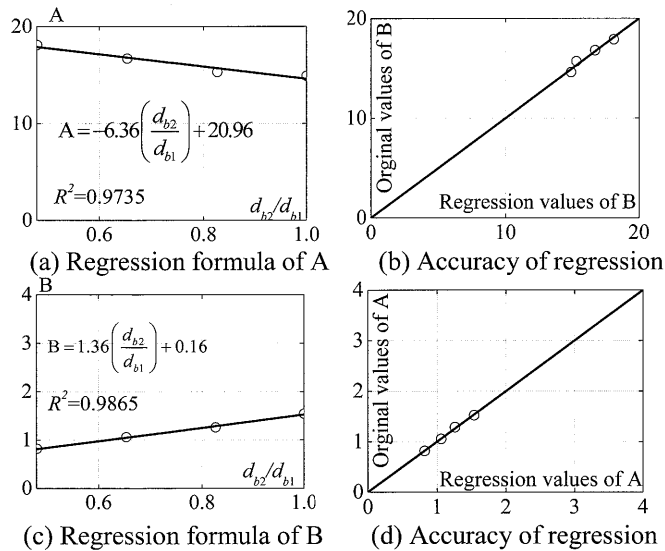 A
20
10
0
A=−6.36(d_b2/d_b1)+20.96
R²=0.9735
d_b2/d_b1
0.6
0.8
1.0
(a) Regression formula of A
20
10
0
Orginal values of B
Regression values of B
0
10
20
(b) Accuracy of regression
B
4
3
2
1
0
B=1.36(d_b2/d_b1)+0.16
R²=0.9865
d_b2/d_b1
0.6
0.8
1.0
(c) Regression formula of B
4
3
2
1
0
Orginal values of A
Regression values of A
0
1
2
3
4
(d) Accuracy of regression